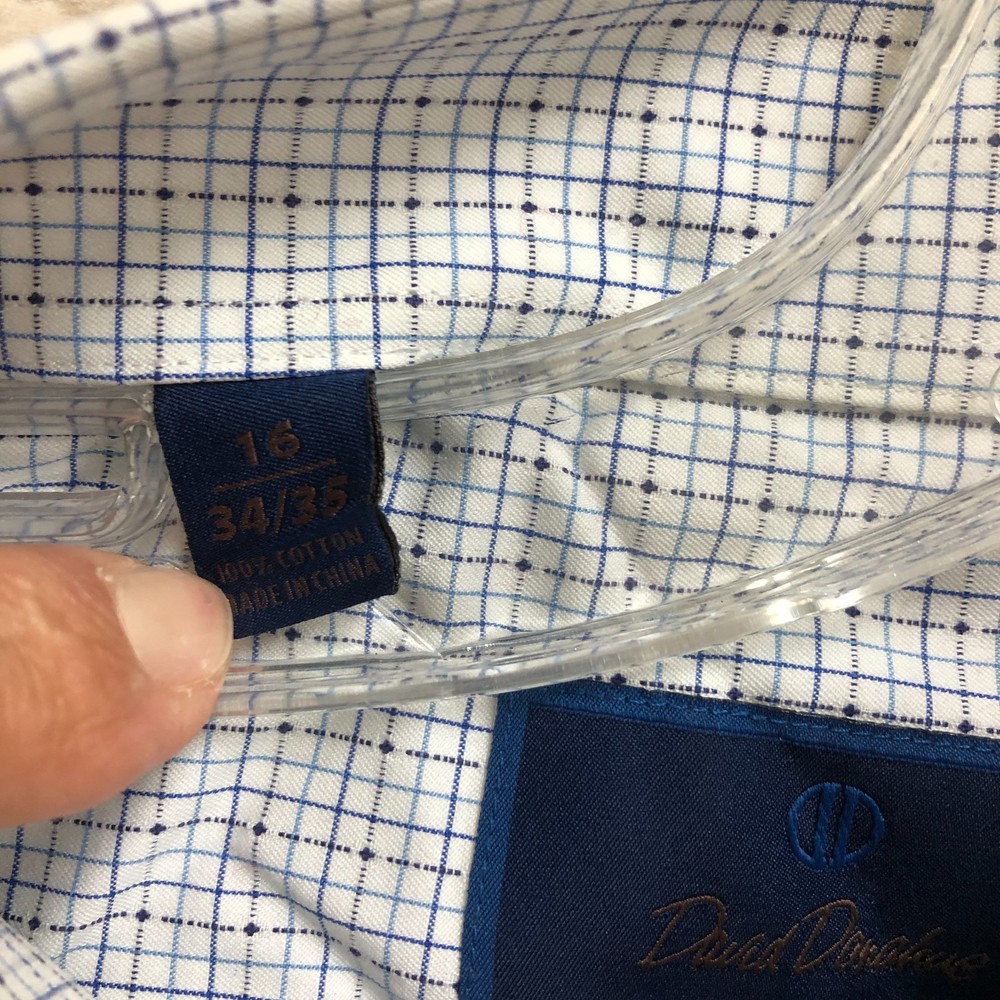 16
34/35
100% COTTON
MADE IN CHINA
David Donahue